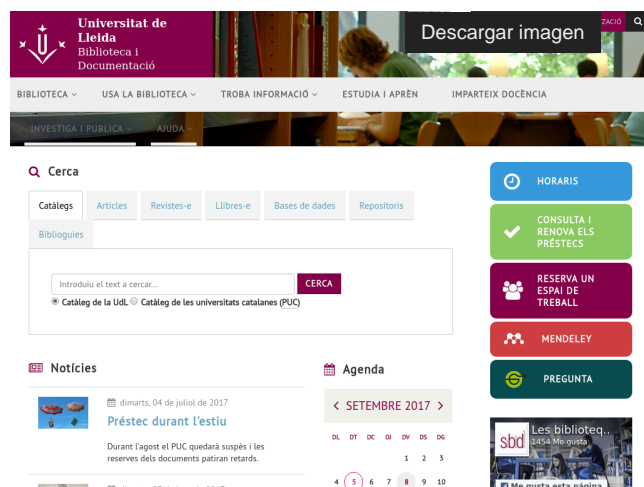 Universitat de
Lleida
Biblioteca i
Documentació
Descargar imagen
BIBLIOTECA
USA LA BIBLIOTECA
TROBA INFORMACIÓ
ESTUDIA I APRÈN
IMPARTEIX DOCÈNCIA
INVESTIGA I PUBLICA
AJUDA
Cerca
Catàlegs
Articles
Revistes-e
Llibres-e
Bases de dades
Repositoris
Biblioguies
Introduïu el text a cercar...
CERCA
Catàleg de la UdL Catàleg de les universitats catalanes (PUC)
HORARIS
CONSULTA I
RENOVA ELS
PRÉSTECS
RESERVA UN
ESPAI DE
TREBALL
MENDELEY
PREGUNTA
Notícies
dimarts, 04 de juliol de 2017
Préstec durant l'estiu
Durant l'agost el PUC quedarà suspès i les
reserves dels documents patiran retards.
Agenda
SETEMBRE 2017
DL DT DC DJ DV DS DG
1 2 3
4 5 6 7 8 9 10
sbd
Les biblioteq..
1454 Me gusta
Me gusta esta página